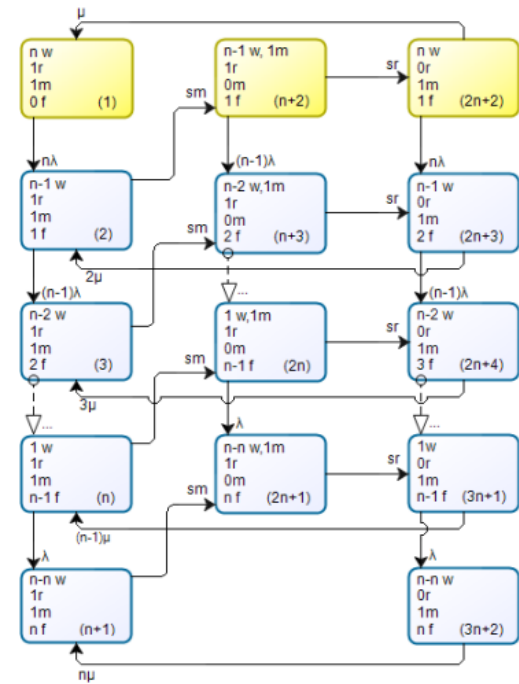 μ
n w
1r
1m
0 f (1)
n-1 w, 1m
1r
0m
1 f (n+2)
n w
0r
1m
1 f (2n+2)
sm
sr
nλ
(n-1)λ
nλ
n-1 w
1r
1m
1 f (2)
n-2 w,1m
1r
0m
2 f (n+3)
n-1 w
0r
1m
2 f (2n+3)
sm
sr
2μ
(n-1)λ
...
(n-1)λ
n-2 w
1r
1m
2 f (3)
1 w,1m
1r
0m
n-1 f (2n)
n-2 w
0r
1m
3 f (2n+4)
sm
sr
3μ
...
λ
...
1 w
1r
1m
n-1 f (n)
n-n w,1m
1r
0m
n f (2n+1)
1w
0r
1m
n-1 f (3n+1)
sm
sr
(n-1)μ
λ
λ
n-n w
1r
1m
n f (n+1)
n-n w
0r
1m
n f (3n+2)
nμ